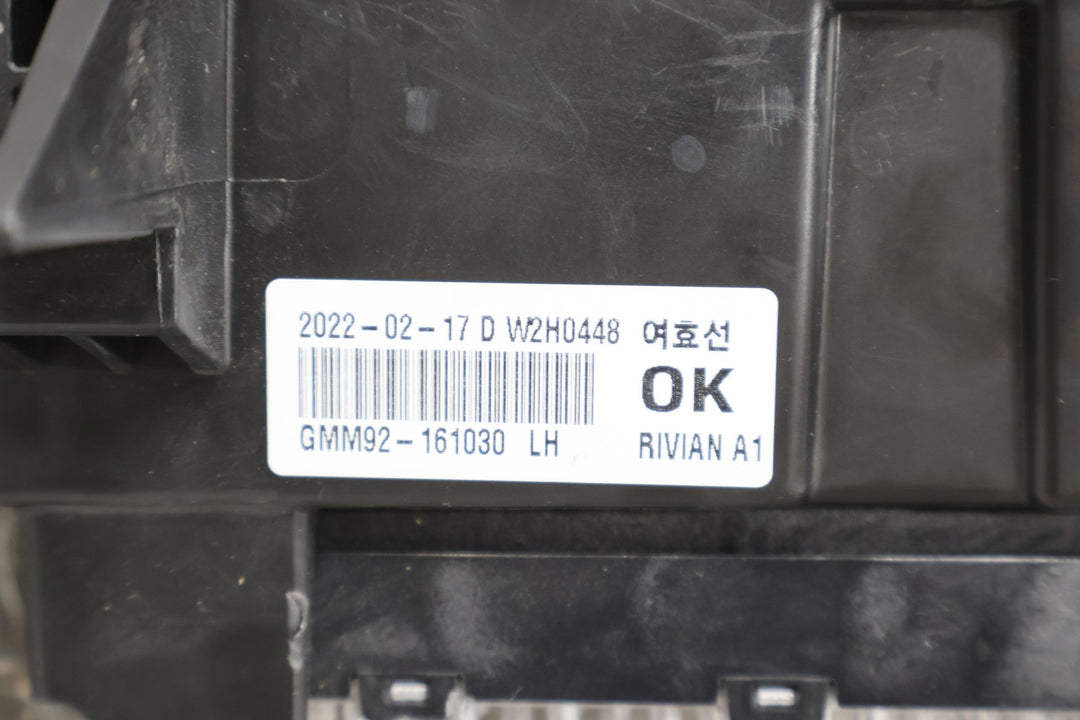 2022-02-17 D W2H0448 여효선
OK
GMM92-161030 LH RIVIAN A1